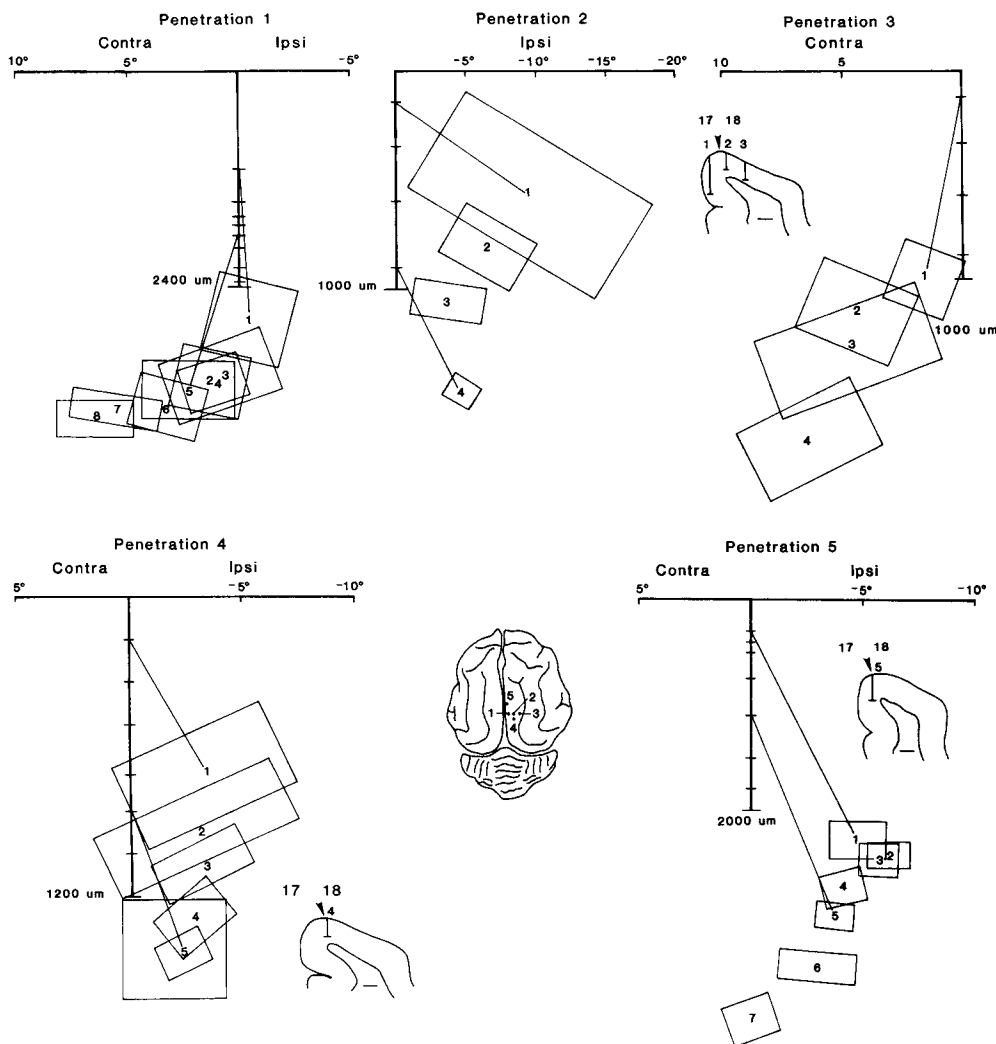 Penetration 1
Contra Ipsi
10° 5° -5°
2400 um
1
2
3
4
5
6
7
8
Penetration 2
Ipsi
-5° -10° -15° -20°
1000 um
1
2
3
4
Penetration 3
Contra
10 5
17 18
1 2 3
1
2
3
4
1000 um
Penetration 4
Contra Ipsi
5° -5° -10°
1200 um
1
2
3
4
5
17 18
4
5
2
1 3
4
Penetration 5
Contra Ipsi
5° -5° -10°
17 18
5
2000 um
1
2
3
4
5
6
7